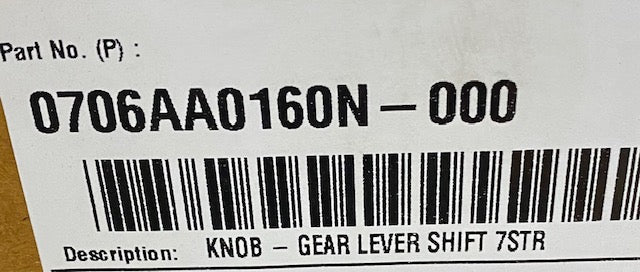 Part No. (P) :
0706AA0160N-000
Description: KNOB - GEAR LEVER SHIFT 7STR